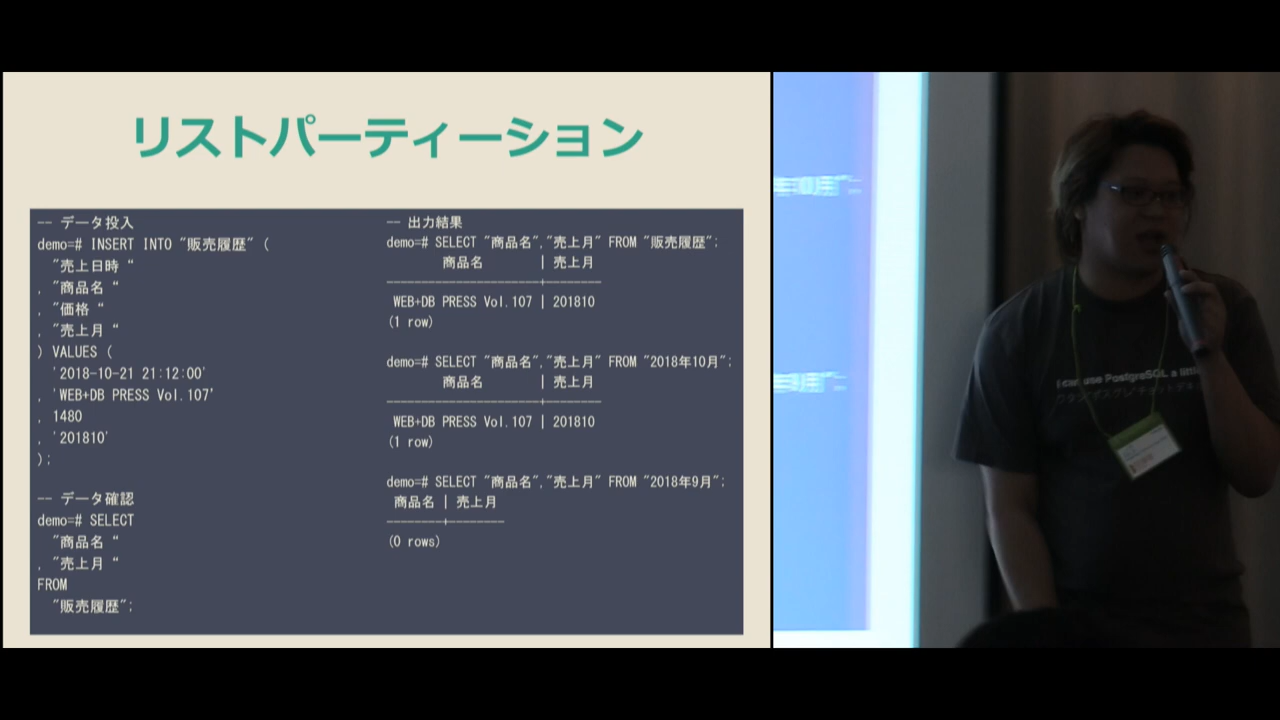 リストパーティーション
-- データ投入
demo=# INSERT INTO "販売履歴" (
"売上日時 "
, "商品名 "
, "価格 "
, "売上月 "
) VALUES (
'2018-10-21 21:12:00'
, 'WEB+DB PRESS Vol.107'
, 1480
, '201810'
);
-- データ確認
demo=# SELECT
"商品名 "
, "売上月 "
FROM
"販売履歴";
-- 出力結果
demo=# SELECT "商品名","売上月" FROM "販売履歴";
商品名 | 売上月
----------------------+--------
WEB+DB PRESS Vol.107 | 201810
(1 row)
demo=# SELECT "商品名","売上月" FROM "2018年10月";
商品名 | 売上月
----------------------+--------
WEB+DB PRESS Vol.107 | 201810
(1 row)
demo=# SELECT "商品名","売上月" FROM "2018年9月";
商品名 | 売上月
--------+--------
(0 rows)
I can use PostgreSQL a little